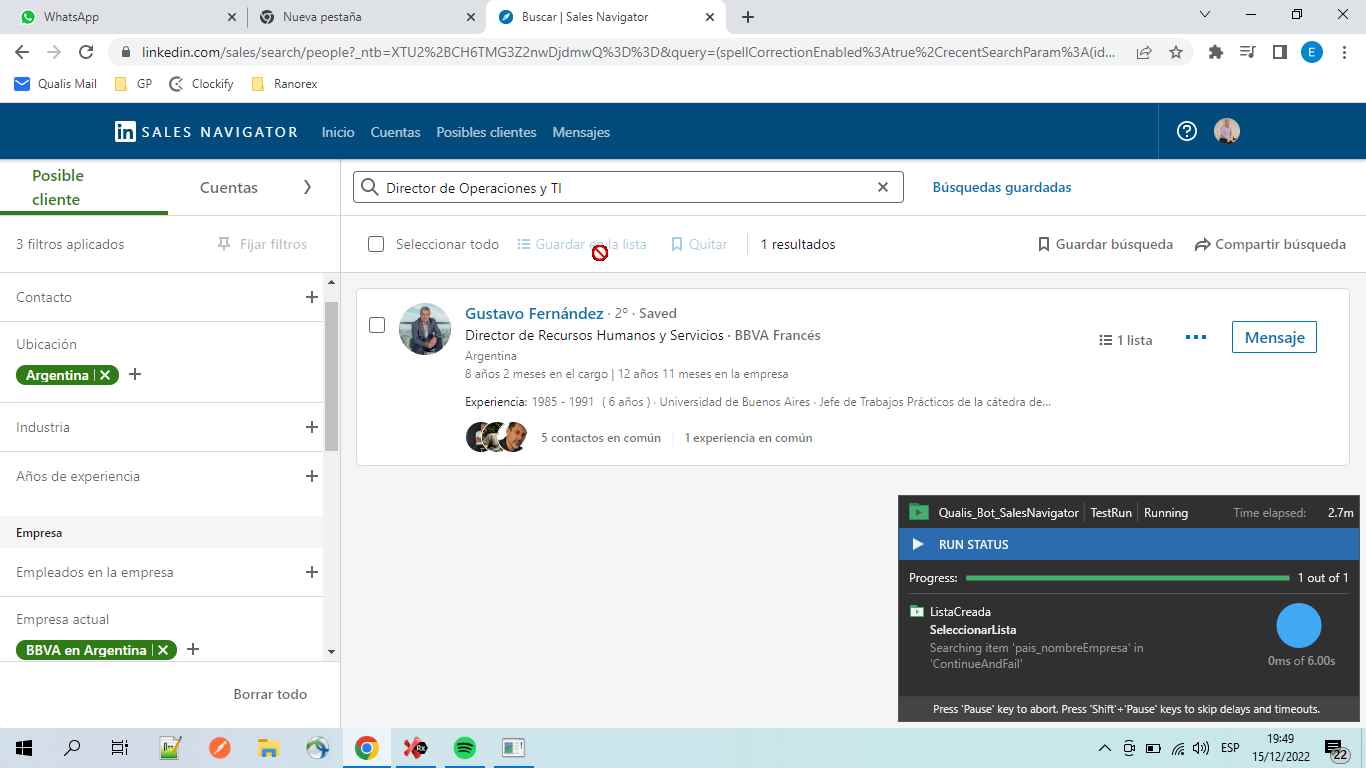 WhatsApp
Nueva pestaña
Buscar | Sales Navigator
linkedin.com/sales/search/people?_ntb=XTU2%2BCH6TMG3Z2nwDjdmwQ%3D%3D&query=(spellCorrectionEnabled%3Atrue%2CrecentSearchParam%3A(id...
E
Qualis Mail
GP
Clockify
Ranorex
in SALES NAVIGATOR
Inicio
Cuentas
Posibles clientes
Mensajes
Posible cliente
Cuentas
Director de Operaciones y TI
Búsquedas guardadas
3 filtros aplicados
Fijar filtros
Seleccionar todo
Guardar en la lista
Quitar
1 resultados
Guardar búsqueda
Compartir búsqueda
Contacto
Ubicación
Argentina
Industria
Años de experiencia
Empresa
Empleados en la empresa
Empresa actual
BBVA en Argentina
Borrar todo
Gustavo Fernández · 2º · Saved
Director de Recursos Humanos y Servicios · BBVA Francés
Argentina
8 años 2 meses en el cargo | 12 años 11 meses en la empresa
Experiencia: 1985 - 1991 ( 6 años ) · Universidad de Buenos Aires · Jefe de Trabajos Prácticos de la cátedra de...
5 contactos en común
1 experiencia en común
1 lista
Mensaje
Qualis_Bot_SalesNavigator
TestRun
Running
Time elapsed: 2.7m
RUN STATUS
Progress:
1 out of 1
ListaCreada
SeleccionarLista
Searching item 'pais_nombreEmpresa' in
'ContinueAndFail'
0ms of 6.00s
Press 'Pause' key to abort. Press 'Shift'+'Pause' keys to skip delays and timeouts.
Rx
ESP
19:49
15/12/2022
22